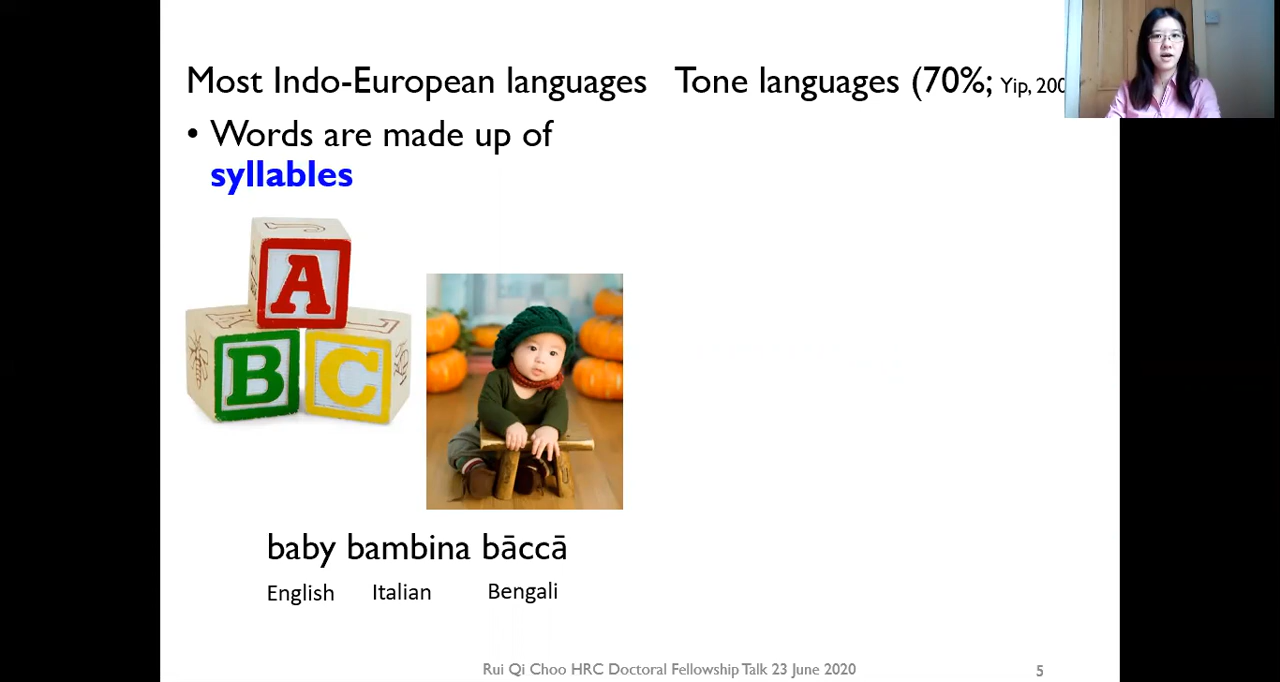 Most Indo-European languages
• Words are made up of
syllables
A
B
C
baby bambina bāccā
English Italian Bengali
Tone languages (70%; Yip,
Rui Qi Choo HRC Doctoral Fellowship Talk 23 June 2020
5